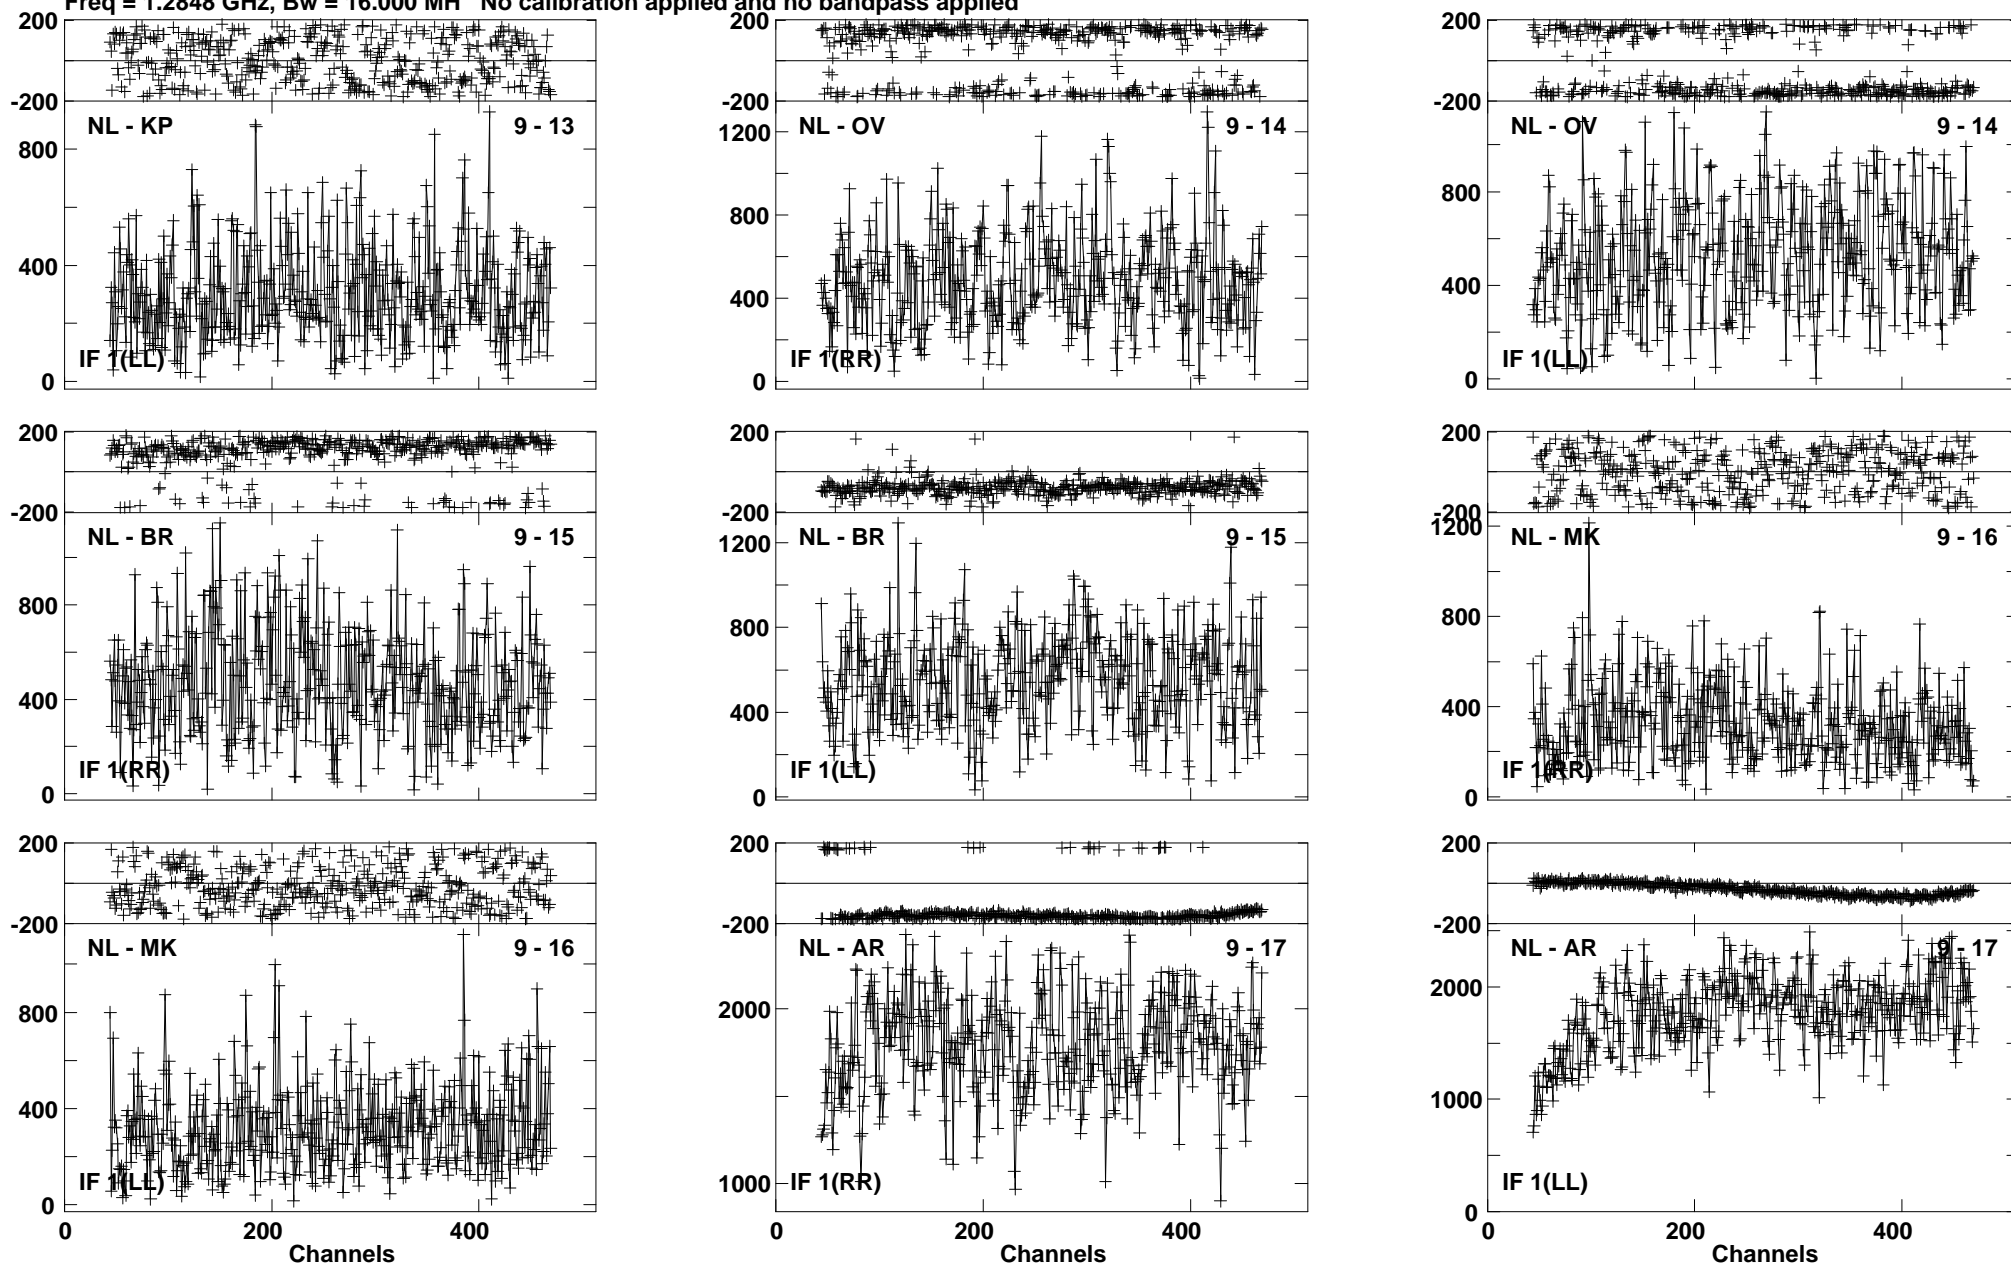 Freq = 1.2848 GHz, Bw = 16.000 MH No calibration applied and no bandpass applied
200
-200
NL - KP 9 - 13
800
400
0
IF 1(LL)
200
-200
NL - OV 9 - 14
1200
800
400
0
IF 1(RR)
200
-200
NL - OV 9 - 14
800
400
0
IF 1(LL)
200
-200
NL - BR 9 - 15
800
400
0
IF 1(RR)
200
-200
NL - BR 9 - 15
1200
800
400
0
IF 1(LL)
200
-200
NL - MK 9 - 16
1200
800
400
0
IF 1(RR)
200
-200
NL - MK 9 - 16
800
400
0
IF 1(LL)
0 200 400
Channels
200
-200
NL - AR 9 - 17
2000
1000
IF 1(RR)
0 200 400
Channels
200
-200
NL - AR 9 - 17
2000
1000
0
IF 1(LL)
0 200 400
Channels